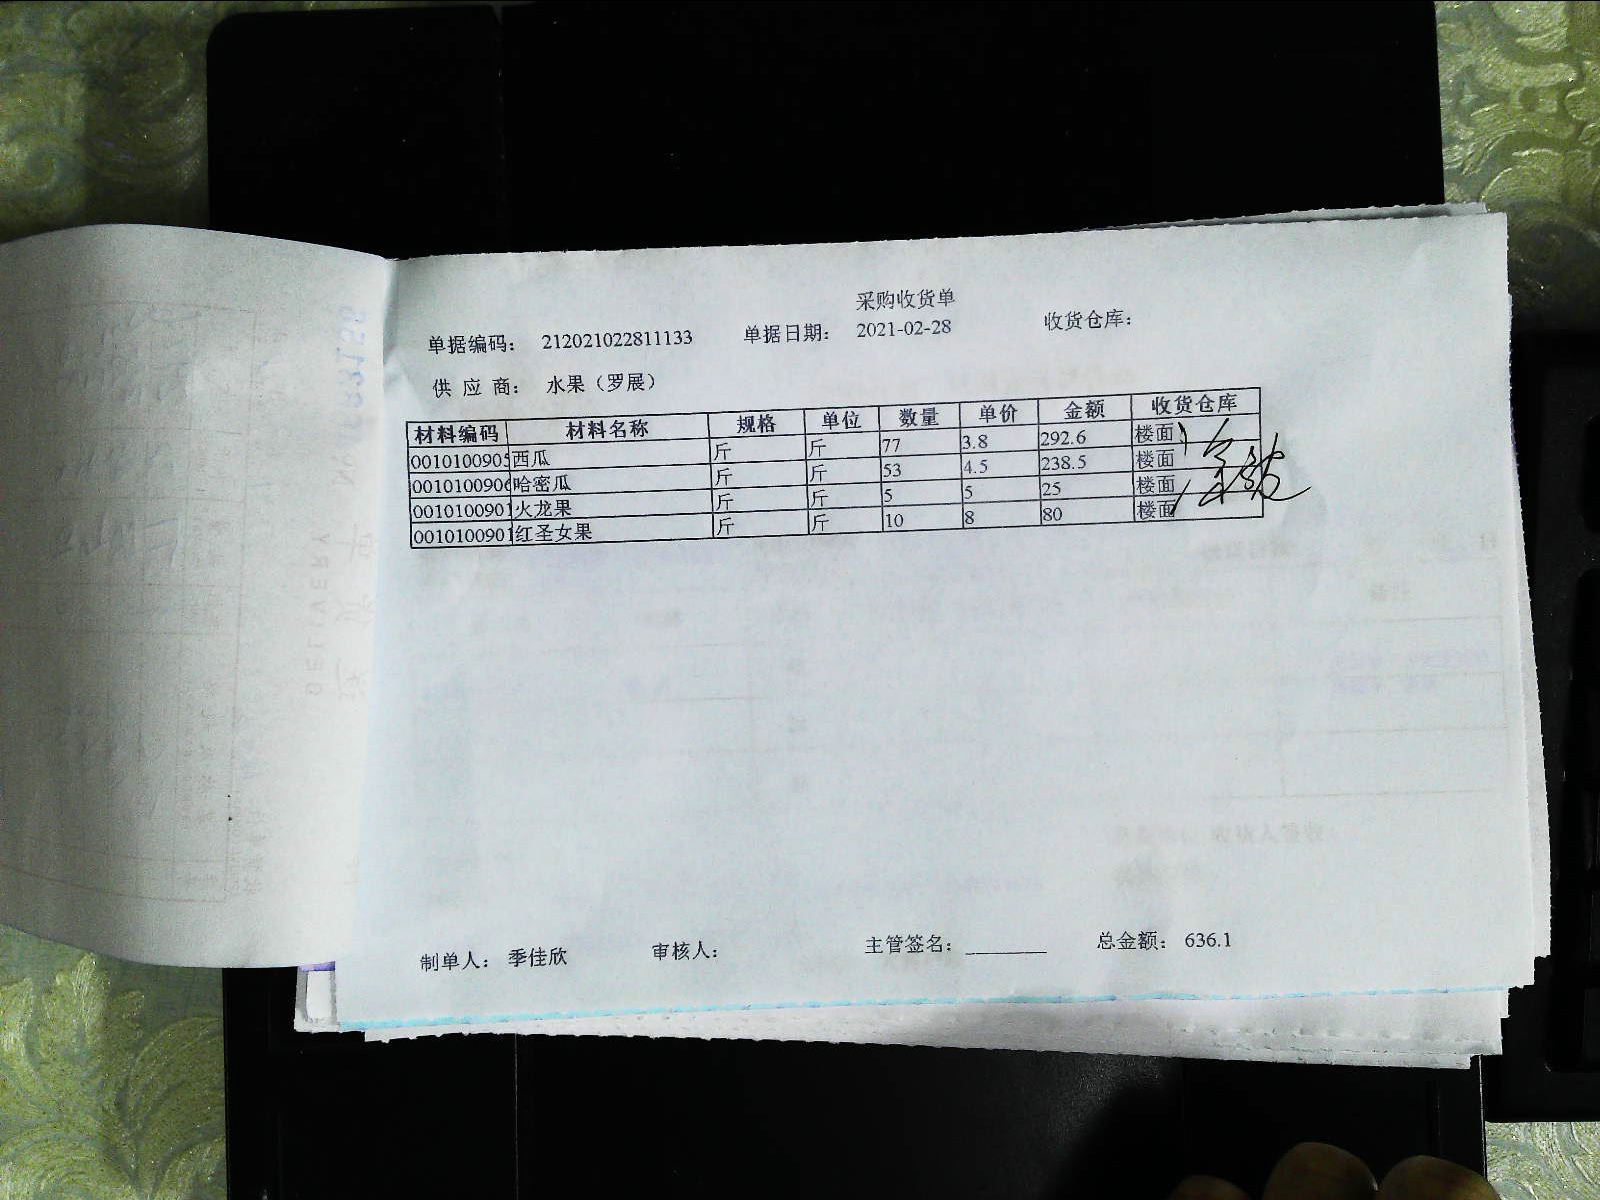 采购收货单
单据编码： 212021022811133 单据日期： 2021-02-28 收货仓库：
供 应 商： 水果（罗展）
材料编码 材料名称 规格 单位 数量 单价 金额 收货仓库
0010100905 西瓜 斤 斤 77 3.8 292.6 楼面
0010100906 哈密瓜 斤 斤 53 4.5 238.5 楼面
0010100901 火龙果 斤 斤 5 5 25 楼面
0010100901 红圣女果 斤 斤 10 8 80 楼面
制单人： 季佳欣 审核人： 主管签名： 总金额： 636.1